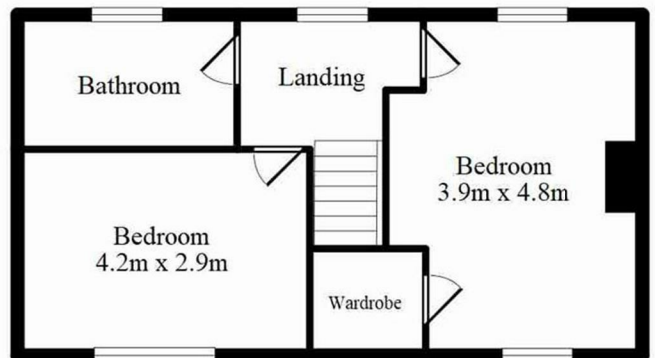 Bathroom
Landing
Bedroom
3.9m x 4.8m
Bedroom
4.2m x 2.9m
Wardrobe